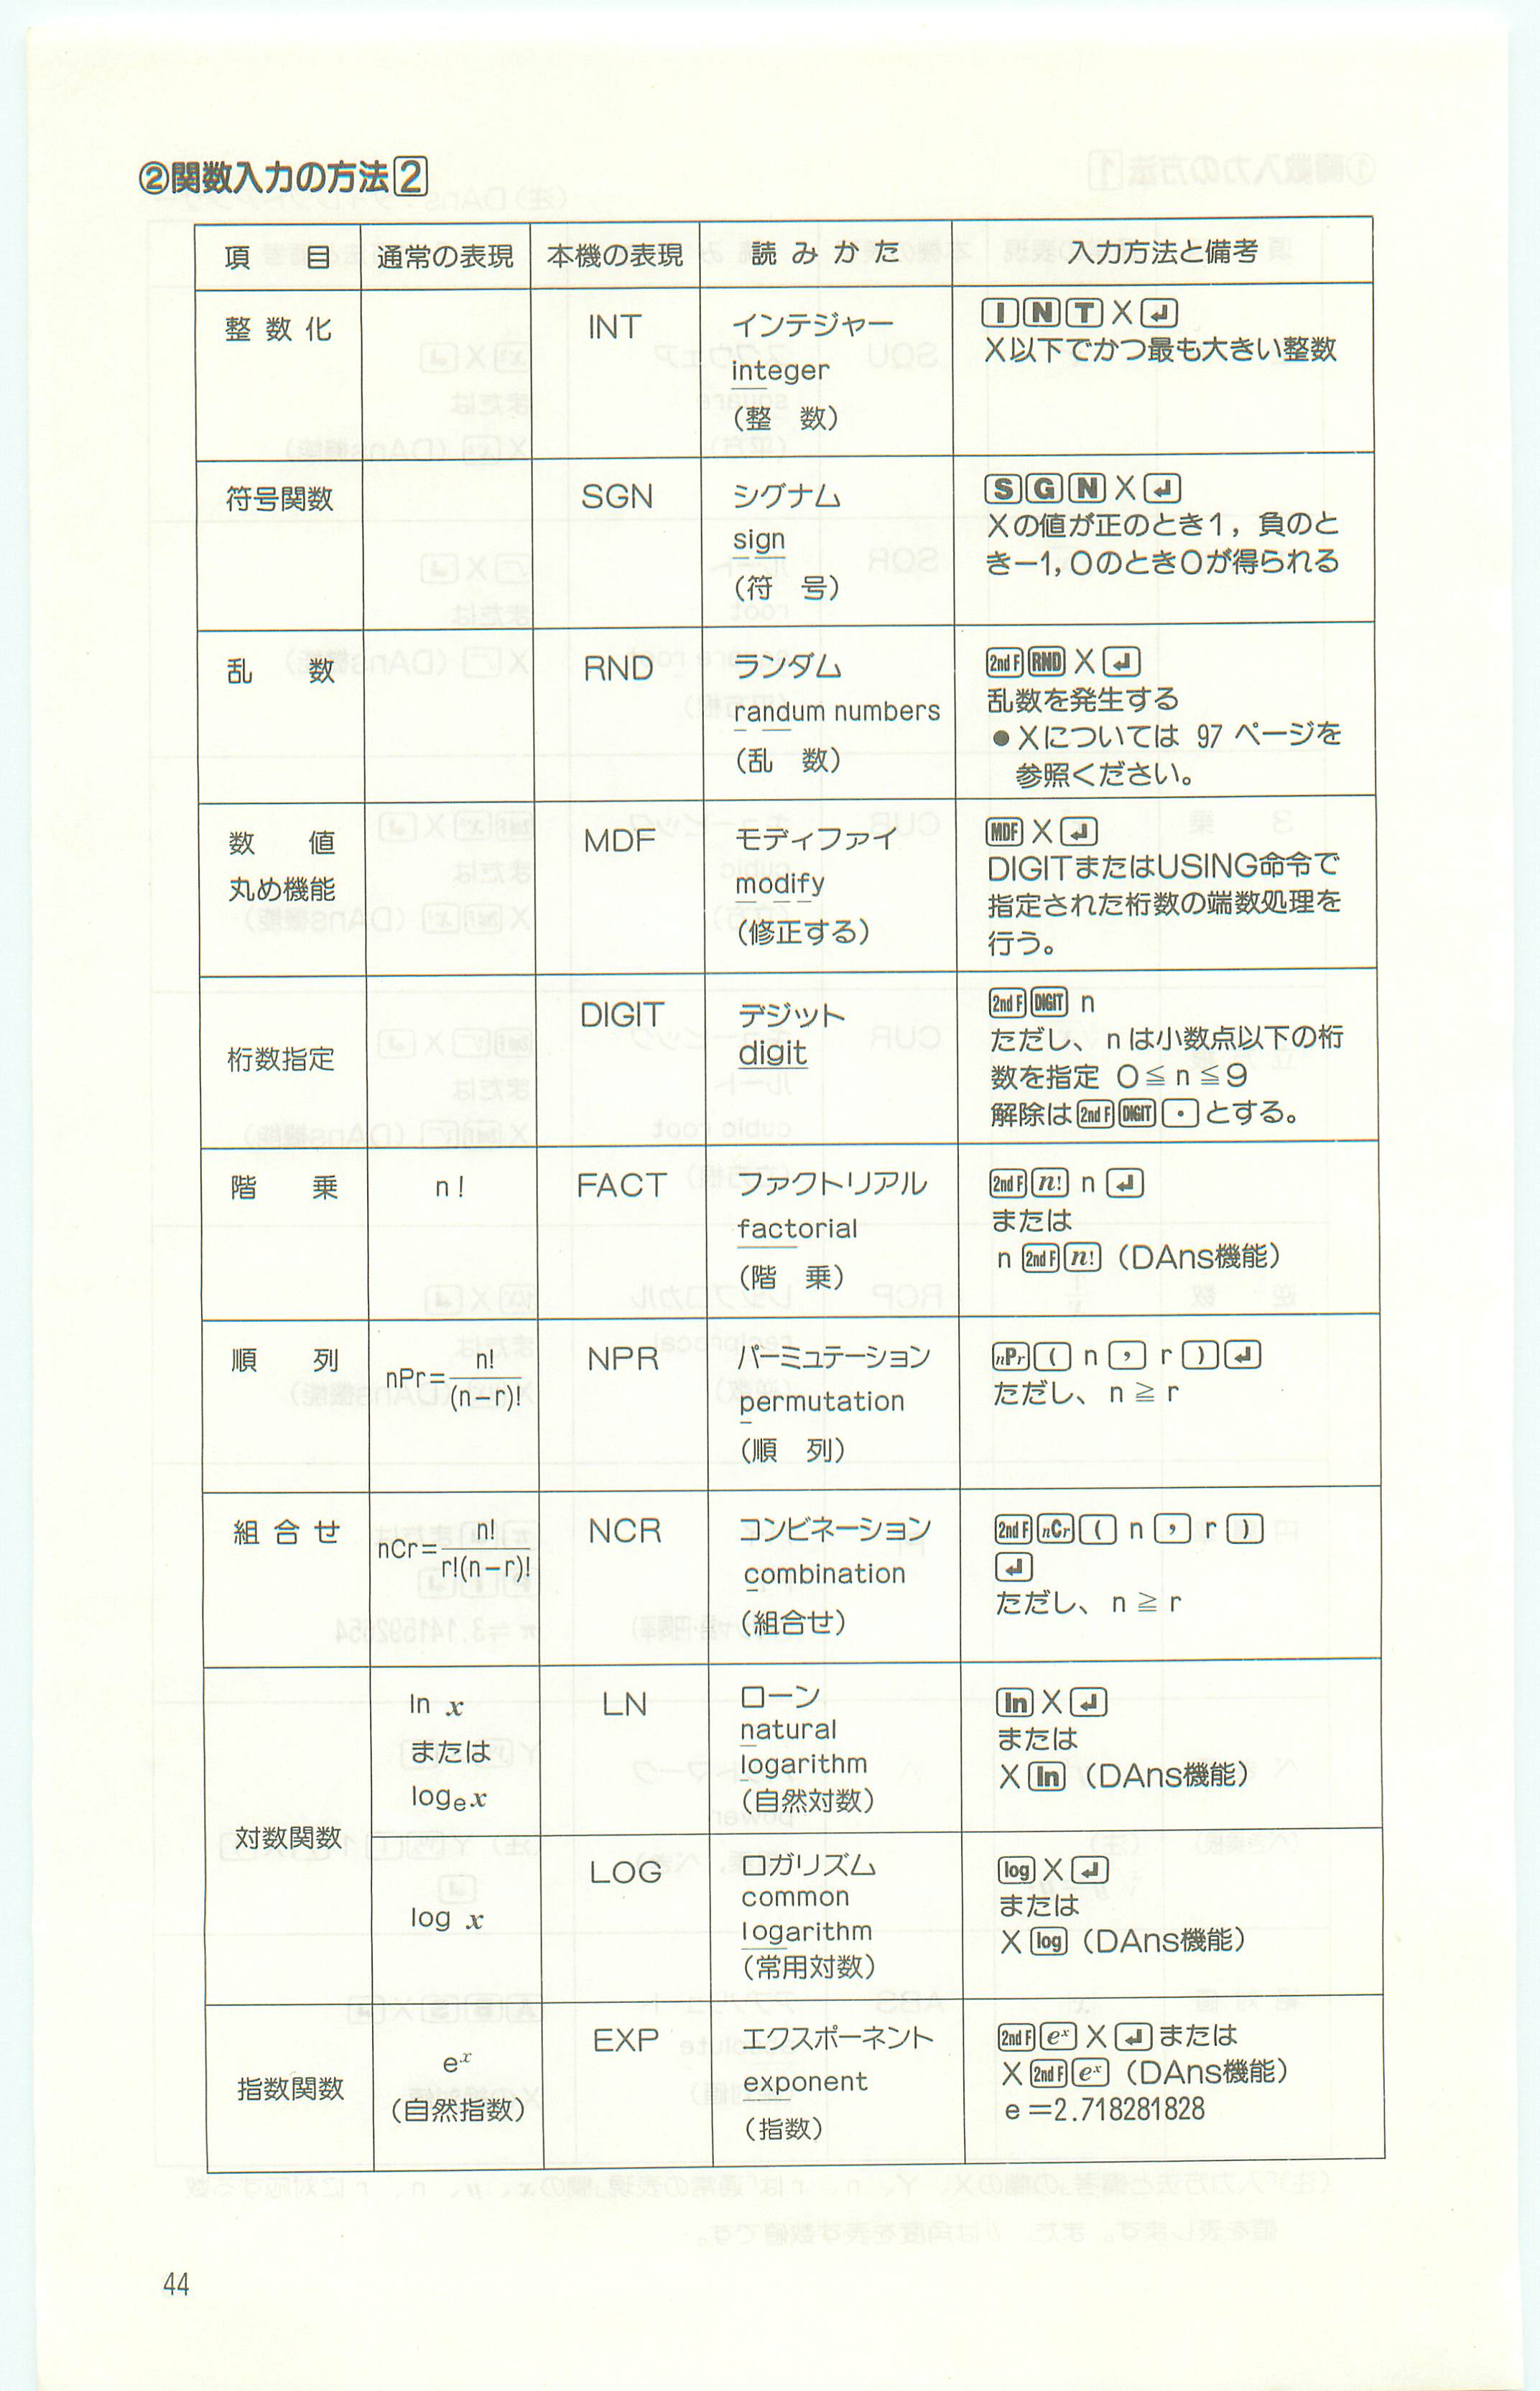 ②関数入力の方法2
項 目 通常の表現 本機の表現 読みかた 入力方法と備考
整数化 INT インテジャー
integer
(整 数)
I N T X ↵
X以下でかつ最も大きい整数
符号関数 SGN シグナム
sign
(符 号)
S G N X ↵
Xの値が正のとき1, 負のと
き−1, 0のとき0が得られる
乱 数 RND ランダム
randum numbers
(乱 数)
2nd F RND X ↵
乱数を発生する
●Xについては 97 ページを
参照ください。
数 値
丸め機能
MDF モディファイ
modify
(修正する)
MDF X ↵
DIGITまたはUSING命令で
指定された桁数の端数処理を
行う。
桁数指定 DIGIT デジット
digit
2nd F DIGIT n
ただし、nは小数点以下の桁
数を指定 0≦n≦9
解除は 2nd F DIGIT ・ とする。
階 乗 n! FACT ファクトリアル
factorial
(階 乗)
2nd F n! n ↵
または
n 2nd F n! (DAns機能)
順 列 nPr=n!/(n−r)! NPR パーミュテーション
permutation
(順 列)
nPr ( n , r ) ↵
ただし、n ≧ r
組合せ nCr=n!/r!(n−r)! NCR コンビネーション
combination
(組合せ)
2nd F nCr ( n , r )
↵
ただし、n ≧ r
対数関数
ln x
または
logₑx
LN ローン
natural
logarithm
(自然対数)
ln X ↵
または
X ln (DAns機能)
log x
LOG ロガリズム
common
logarithm
(常用対数)
log X ↵
または
X log (DAns機能)
指数関数
eˣ
(自然指数)
EXP エクスポーネント
exponent
(指数)
2nd F eˣ X ↵ または
X 2nd F eˣ (DAns機能)
e＝2.718281828
44